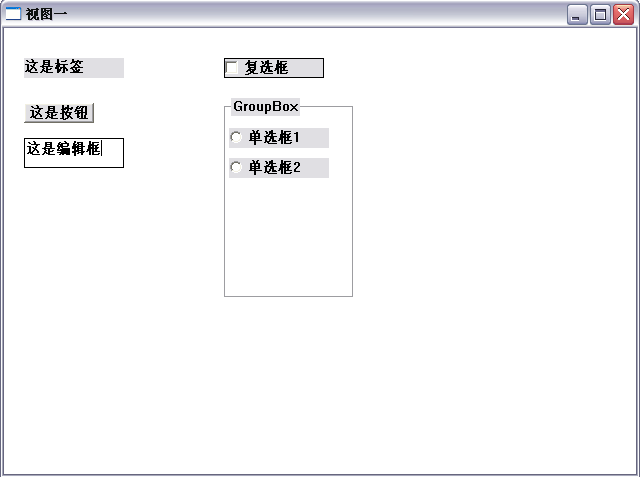 视图一
这是标签
复选框
这是按钮
GroupBox
单选框1
这是编辑框
单选框2